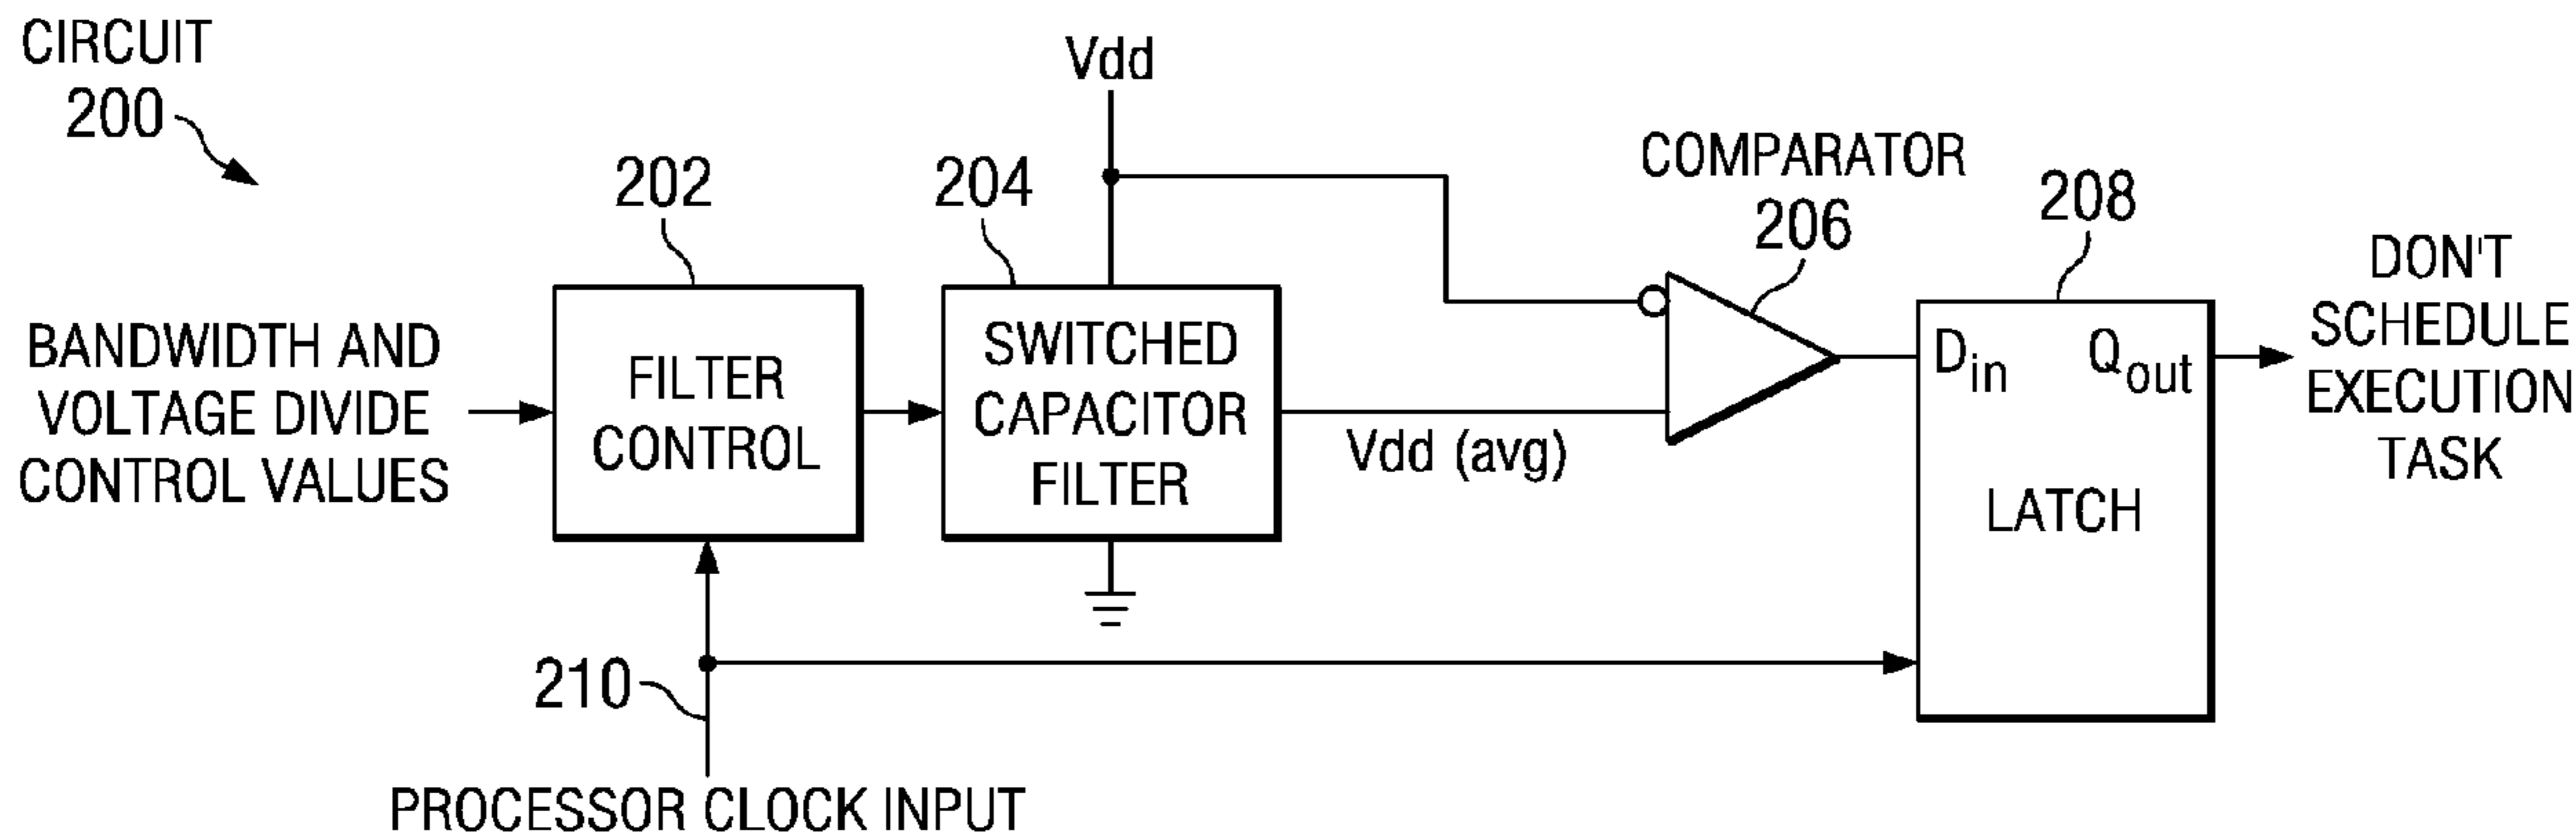 CIRCUIT
200
Vdd
202
204
COMPARATOR
206
208
BANDWIDTH AND
VOLTAGE DIVIDE
CONTROL VALUES
FILTER
CONTROL
SWITCHED
CAPACITOR
FILTER
Vdd (avg)
Din
Qout
LATCH
DON'T
SCHEDULE
EXECUTION
TASK
210
PROCESSOR CLOCK INPUT